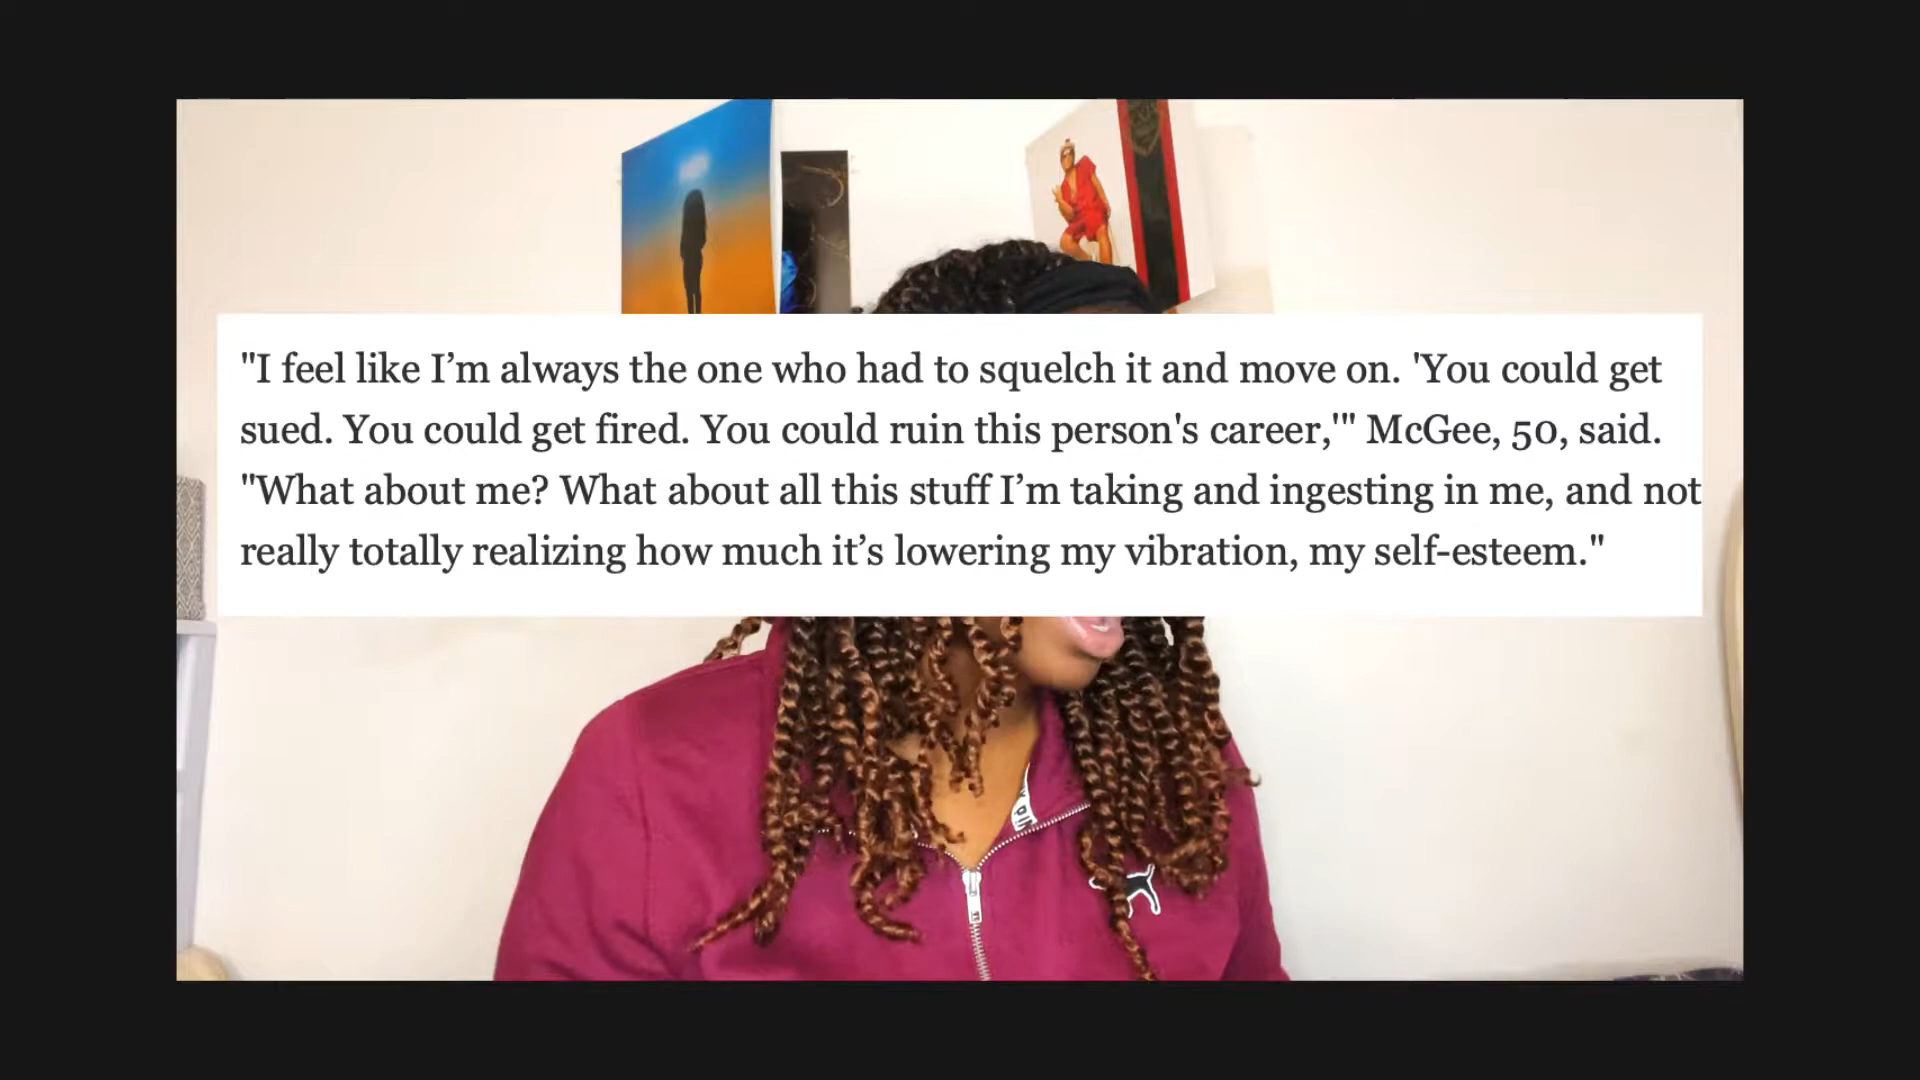 "I feel like I’m always the one who had to squelch it and move on. 'You could get
sued. You could get fired. You could ruin this person's career,'" McGee, 50, said.
"What about me? What about all this stuff I’m taking and ingesting in me, and not
really totally realizing how much it’s lowering my vibration, my self-esteem."